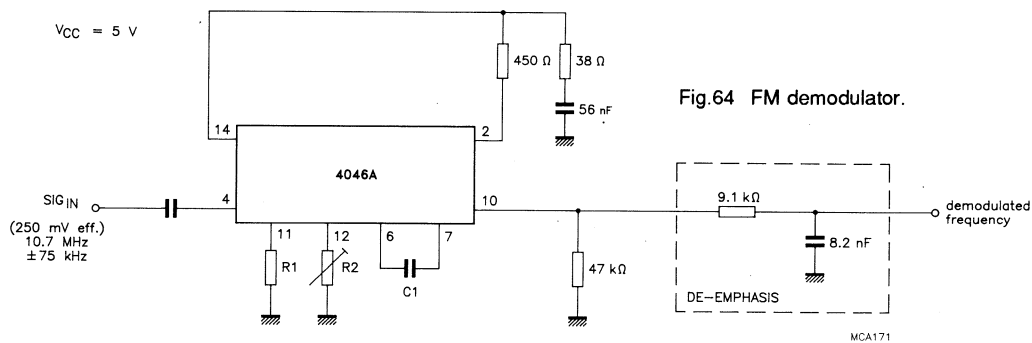 VCC = 5 V
450 Ω
38 Ω
56 nF
Fig.64 FM demodulator.
14
2
4046A
SIGIN
(250 mV eff.)
10.7 MHz
±75 kHz
4
10
11
12
6
7
R1
R2
C1
47 kΩ
9.1 kΩ
8.2 nF
DE-EMPHASIS
demodulated
frequency
MCA171